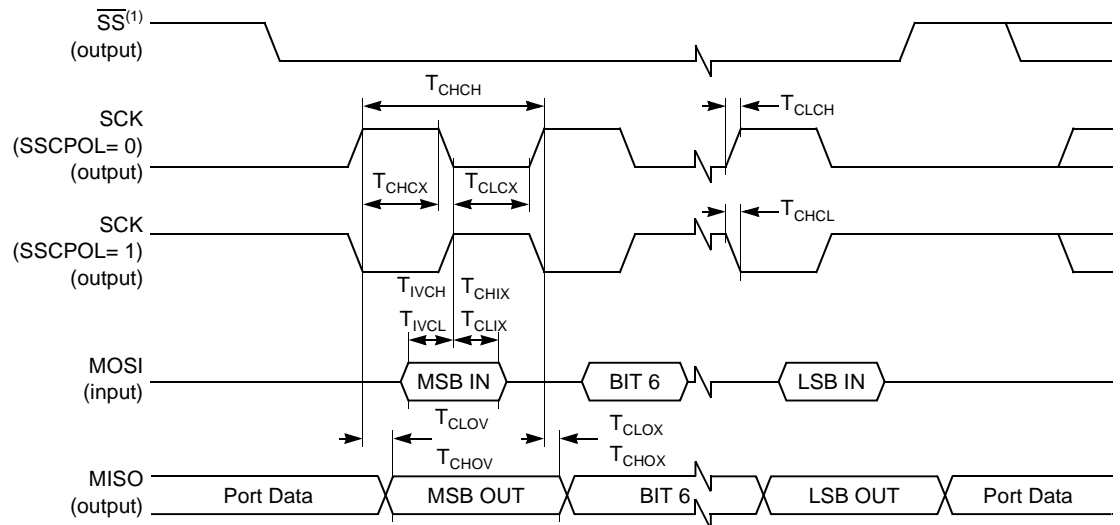 SS(1)
(output)
TCHCH
TCLCH
SCK
(SSCPOL= 0)
(output)
TCHCX
TCLCX
TCHCL
SCK
(SSCPOL= 1)
(output)
TIVCH
TCHIX
TIVCL
TCLIX
MOSI
(input)
MSB IN
BIT 6
LSB IN
TCLOV
TCLOX
TCHOV
TCHOX
MISO
(output)
Port Data
MSB OUT
BIT 6
LSB OUT
Port Data